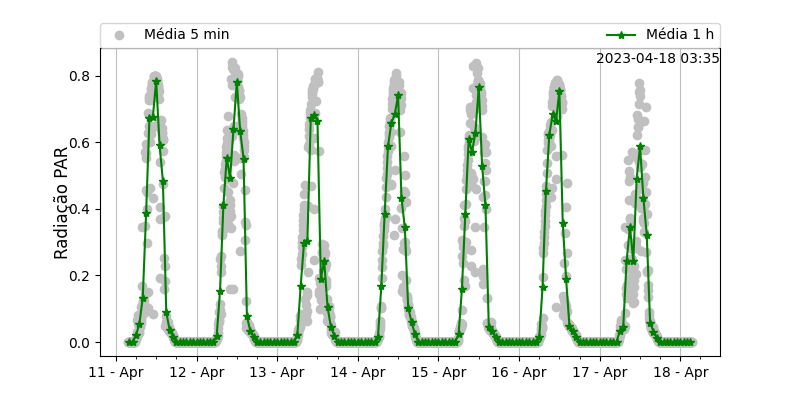 Média 5 min
Média 1 h
2023-04-18 03:35
Radiação PAR
0.8
0.6
0.4
0.2
0.0
11 - Apr
12 - Apr
13 - Apr
14 - Apr
15 - Apr
16 - Apr
17 - Apr
18 - Apr